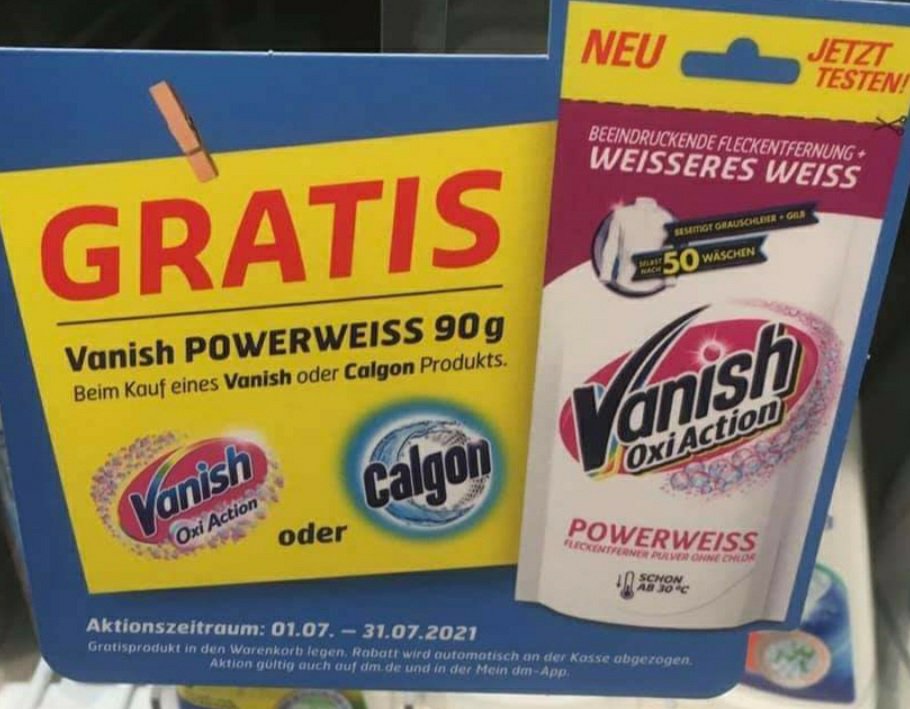 GRATIS
Vanish POWERWEISS 90g
Beim Kauf eines Vanish oder Calgon Produkts.
Vanish
Oxi Action
oder
Calgon
Aktionszeitraum: 01.07. – 31.07.2021
Gratisprodukt in den Warenkorb legen. Rabatt wird automatisch an der Kasse abgezogen.
Aktion gültig auch auf dm.de und in der Mein dm-App.
NEU
JETZT
TESTEN!
BEEINDRUCKENDE FLECKENTFERNUNG +
WEISSERES WEISS
BESEITIGT GRAUSCHLEIER + GILB
SELBST
NACH 50 WÄSCHEN
Vanish
Oxi Action
POWERWEISS
FLECKENTFERNER PULVER OHNE CHLOR
SCHON
AB 30°C